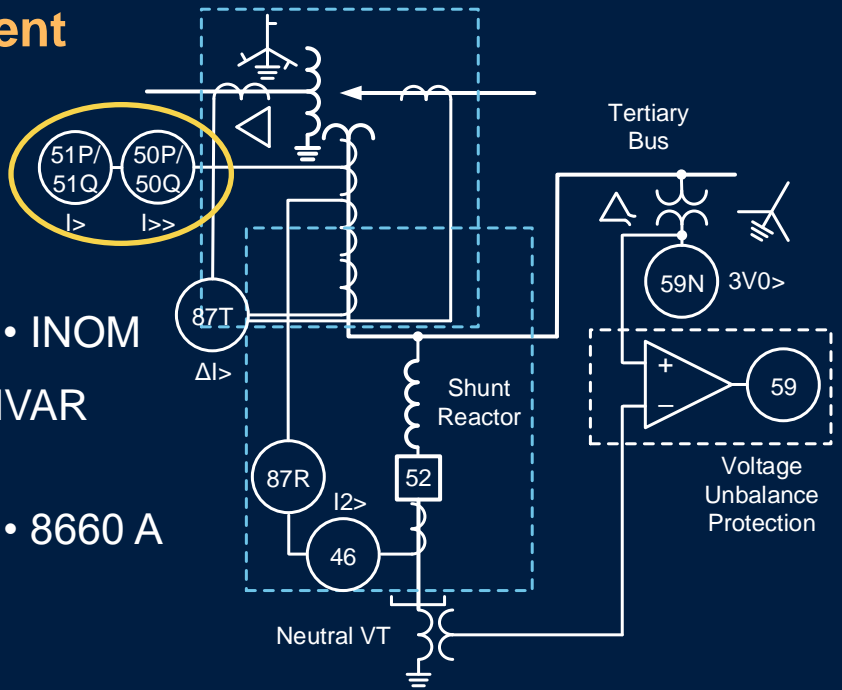 ent
Tertiary
Bus
51P/
51Q
50P/
50Q
I>
I>>
59N
3V0>
87T
ΔI>
• INOM
IVAR
+
−
59
Shunt
Reactor
52
87R
I2>
46
Voltage
Unbalance
Protection
• 8660 A
Neutral VT